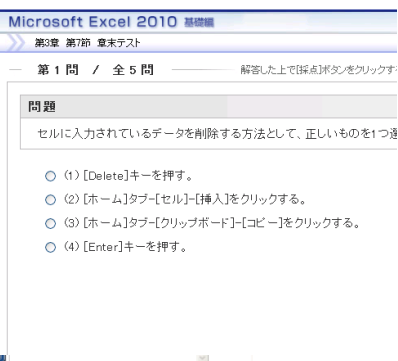 Microsoft Excel 2010 基礎編
第3章 第7節 章末テスト
第1問 / 全5問 解答した上で[採点]ボタンをクリックす
問題
セルに入力されているデータを削除する方法として、正しいものを1つ選
(1) [Delete]キーを押す。
(2) [ホーム]タブ-[セル]-[挿入]をクリックする。
(3) [ホーム]タブ-[クリップボード]-[コピー]をクリックする。
(4) [Enter]キーを押す。